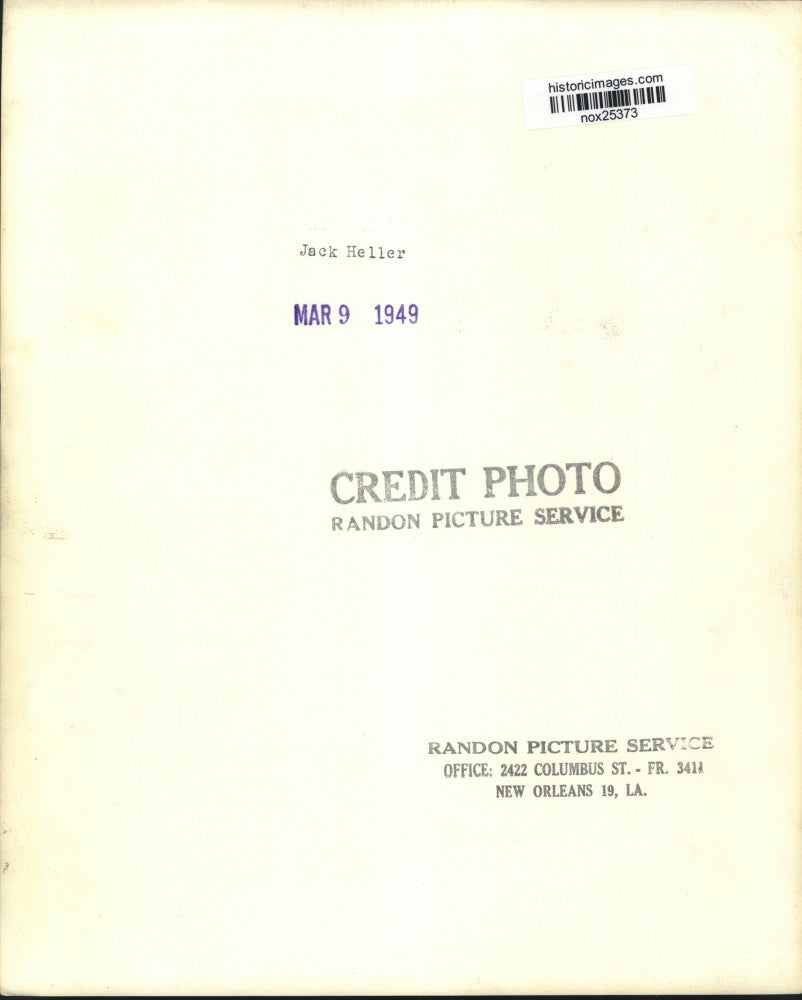 historicimages.com
nox25373
Jack Heller
MAR 9 1949
CREDIT PHOTO
RANDON PICTURE SERVICE
RANDON PICTURE SERVICE
OFFICE: 2422 COLUMBUS ST. - FR. 3411
NEW ORLEANS 19, LA.